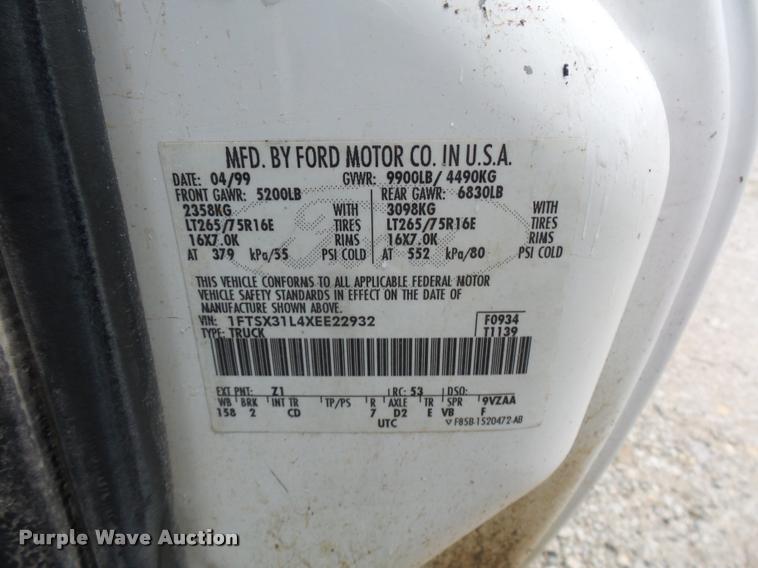 MFD. BY FORD MOTOR CO. IN U.S.A.
DATE: 04/99 GVWR: 9900LB/ 4490KG
FRONT GAWR: 5200LB REAR GAWR: 6830LB
2358KG WITH 3098KG WITH
LT265/75R16E TIRES LT265/75R16E TIRES
16X7.0K RIMS 16X7.0K RIMS
AT 379 kPa/55 PSI COLD AT 552 kPa/80 PSI COLD
THIS VEHICLE CONFORMS TO ALL APPLICABLE FEDERAL MOTOR
VEHICLE SAFETY STANDARDS IN EFFECT ON THE DATE OF
MANUFACTURE SHOWN ABOVE.
VIN: 1FTSX31L4XEE22932 F0934
TYPE: TRUCK T1139
EXT PNT: Z1 RC: 53 DSO:
WB BRK INT TR TP/PS R AXLE TR SPR 9VZAA
158 2 CD 7 D2 E VB F
UTC ▽ F85B-1520472-AB
Purple Wave Auction